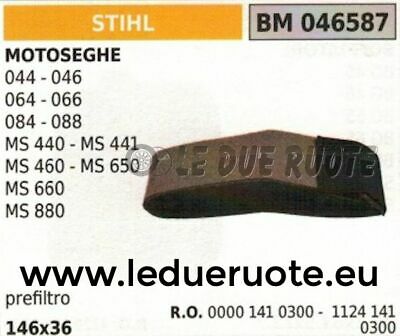 STIHL
BM 046587
MOTOSEGHE
044 - 046
064 - 066
084 - 088
MS 440 - MS 441
MS 460 - MS 650
MS 660
MS 880
LE DUE RUOTE
www.ledueruote.eu
prefiltro
146x36
R.O. 0000 141 0300 - 1124 141
0300